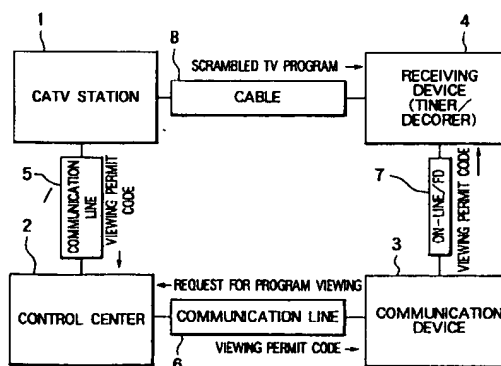 1
8
4
SCRAMBLED TV PROGRAM →
CATV STATION
CABLE
RECEIVING
DEVICE
(TINER/
DECORER)
5
COMMUNICATION
LINE
VIEWING PERMIT
CODE
→
7
ON-LINE/FD
VIEWING PERMIT CODE
→
2
3
← REQUEST FOR PROGRAM VIEWING
CONTROL CENTER
COMMUNICATION LINE
COMMUNICATION
DEVICE
6
VIEWING PERMIT CODE →